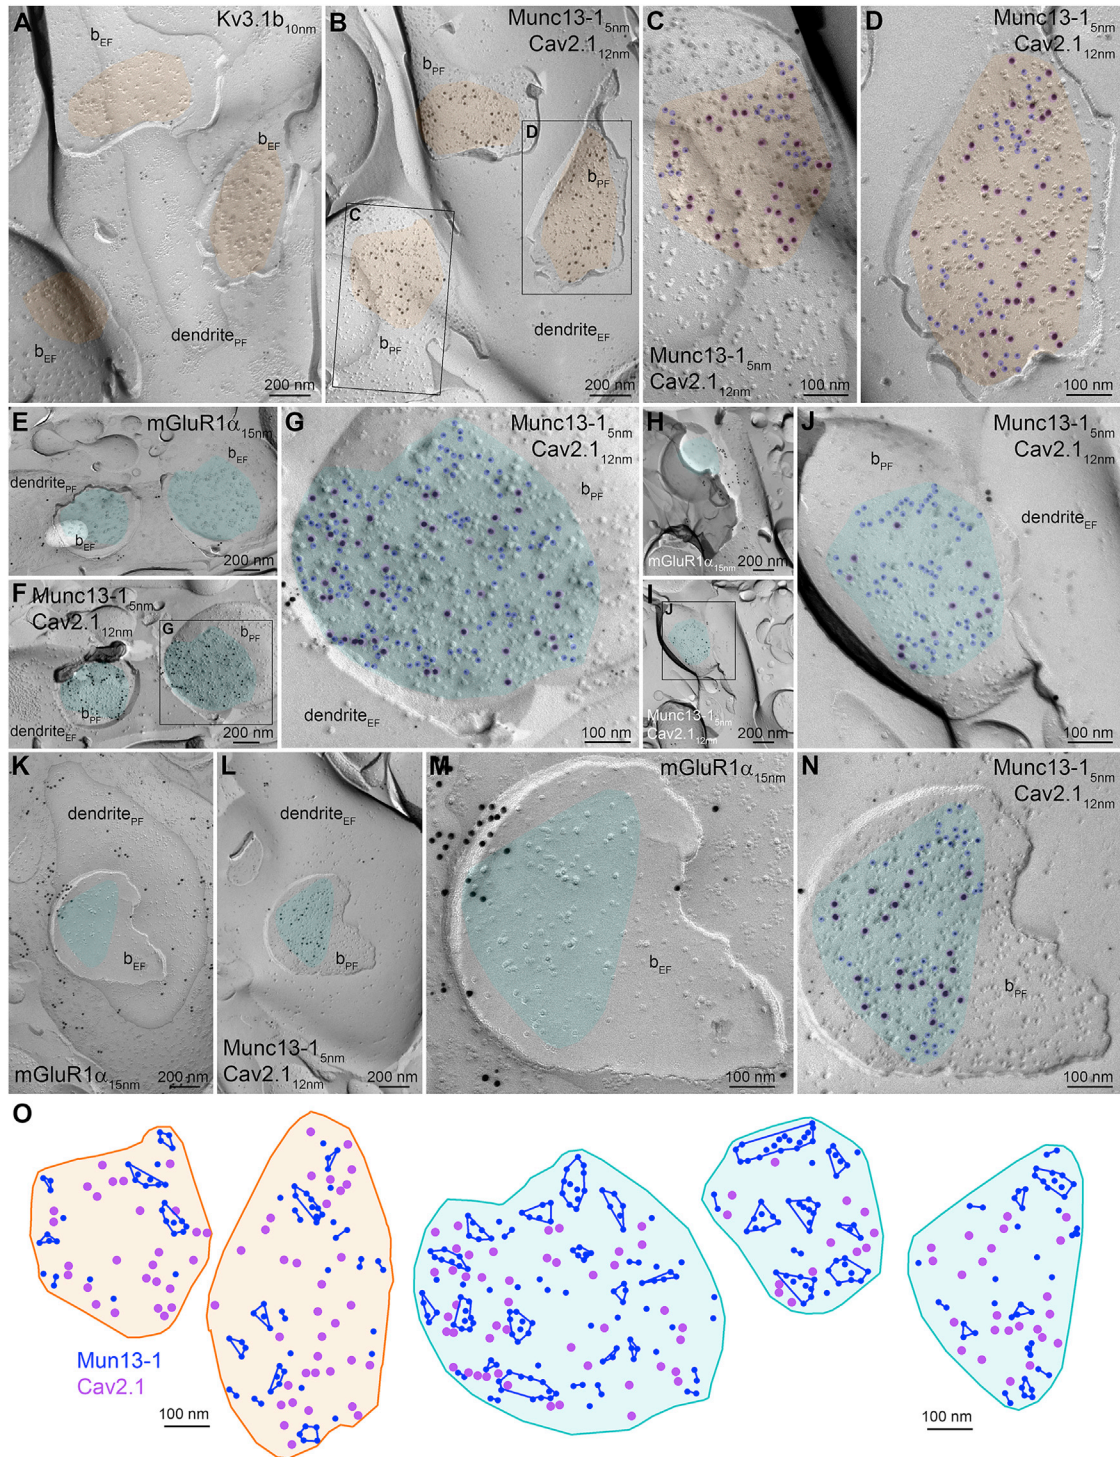 A
Kv3.1b10nm
bEF
bEF
bEF
dendritePF
200 nm
B
Munc13-15nm
Cav2.112nm
bPF
D
bPF
C
bPF
dendriteEF
200 nm
C
Munc13-15nm
Cav2.112nm
100 nm
D
Munc13-15nm
Cav2.112nm
100 nm
E
mGluR1α15nm
bEF
dendritePF
bEF
200 nm
F
Munc13-15nm
Cav2.112nm
bPF
G
bPF
dendriteEF
200 nm
G
Munc13-15nm
Cav2.112nm
bPF
dendriteEF
100 nm
H
mGluR1α15nm
200 nm
I
J
Munc13-15nm
Cav2.112nm
200 nm
J
Munc13-15nm
Cav2.112nm
bPF
dendriteEF
100 nm
K
dendritePF
bEF
mGluR1α15nm
200 nm
L
dendriteEF
bPF
Munc13-15nm
Cav2.112nm
200 nm
M
mGluR1α15nm
bEF
100 nm
N
Munc13-15nm
Cav2.112nm
bPF
100 nm
O
Mun13-1
Cav2.1
100 nm
100 nm